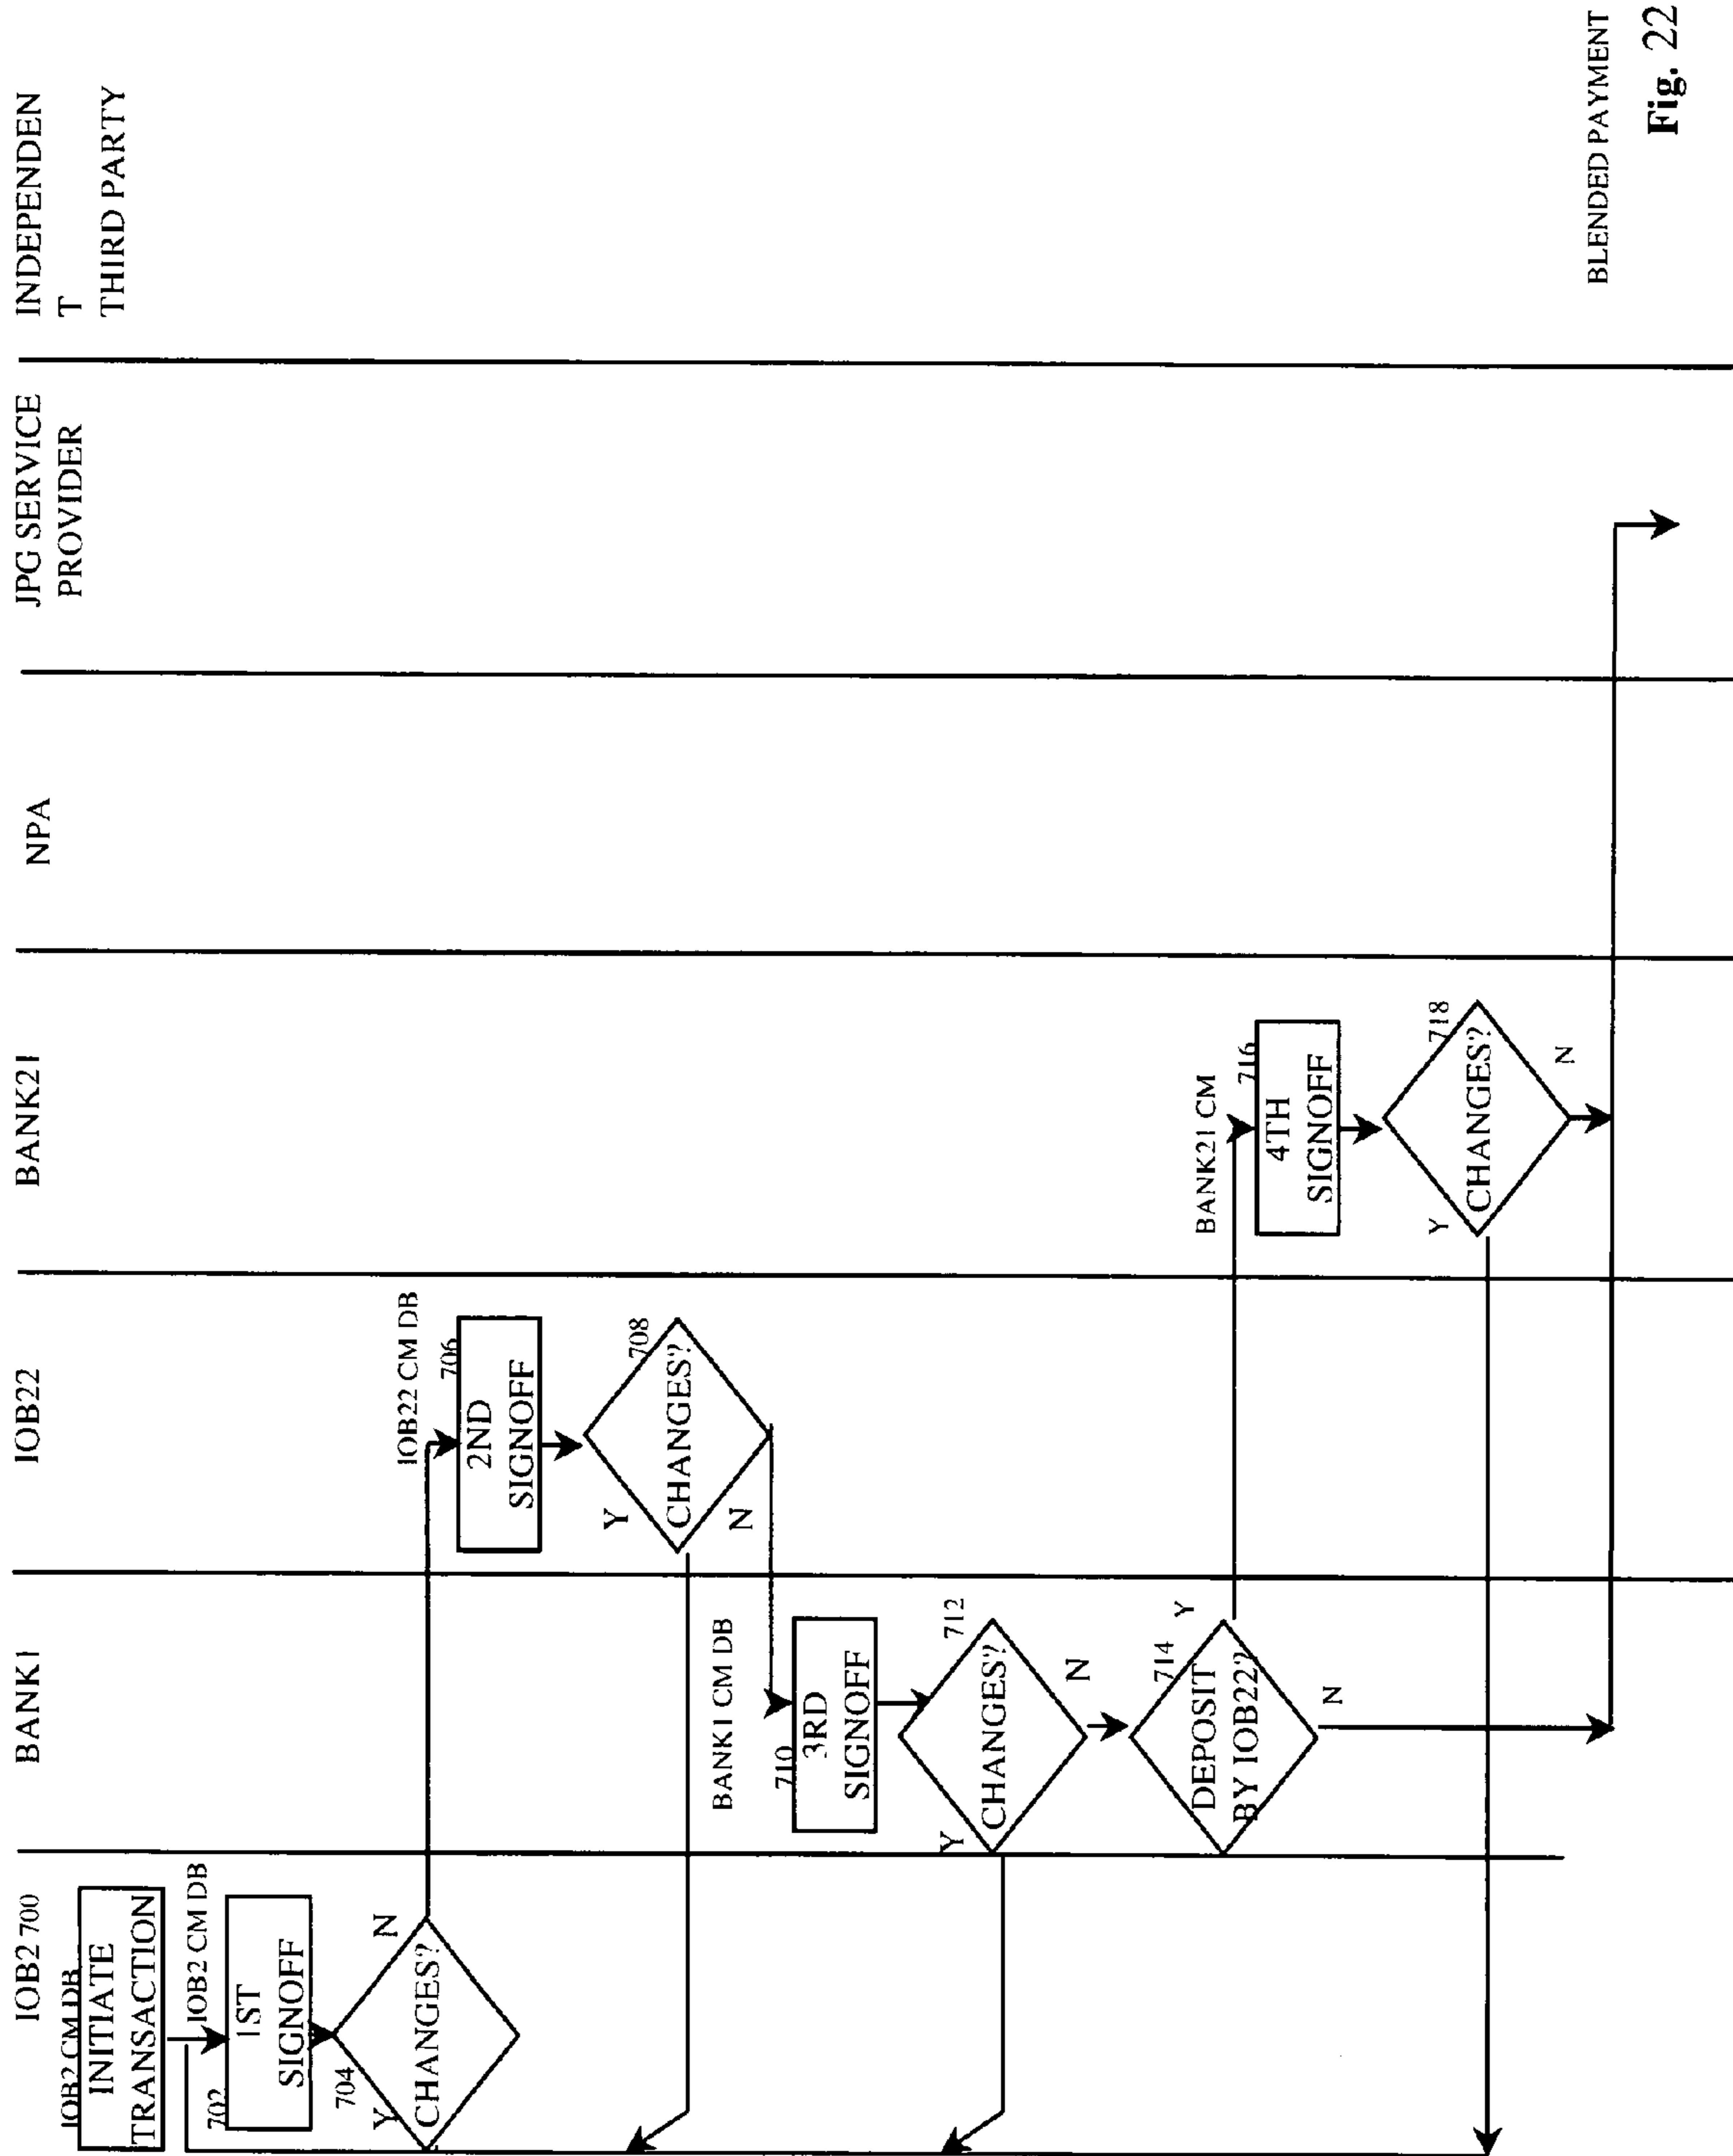 IOB2 700
BANK1
IOB22
BANK21
NPA
JPG SERVICE
PROVIDER
INDEPENDEN
T
THIRD PARTY
IOB2 CM DB
INITIATE
TRANSACTION
IOB2 CM DB
702
1ST
SIGNOFF
704
Y
CHANGES?
N
IOB22 CM DB
706
2ND
SIGNOFF
708
Y
CHANGES?
N
BANK1 CM DB
710
3RD
SIGNOFF
712
Y
CHANGES?
N
714
DEPOSIT
BY IOB22?
Y
N
BANK21 CM
716
4TH
SIGNOFF
718
Y
CHANGES?
N
BLENDED PAYMENT
Fig. 22